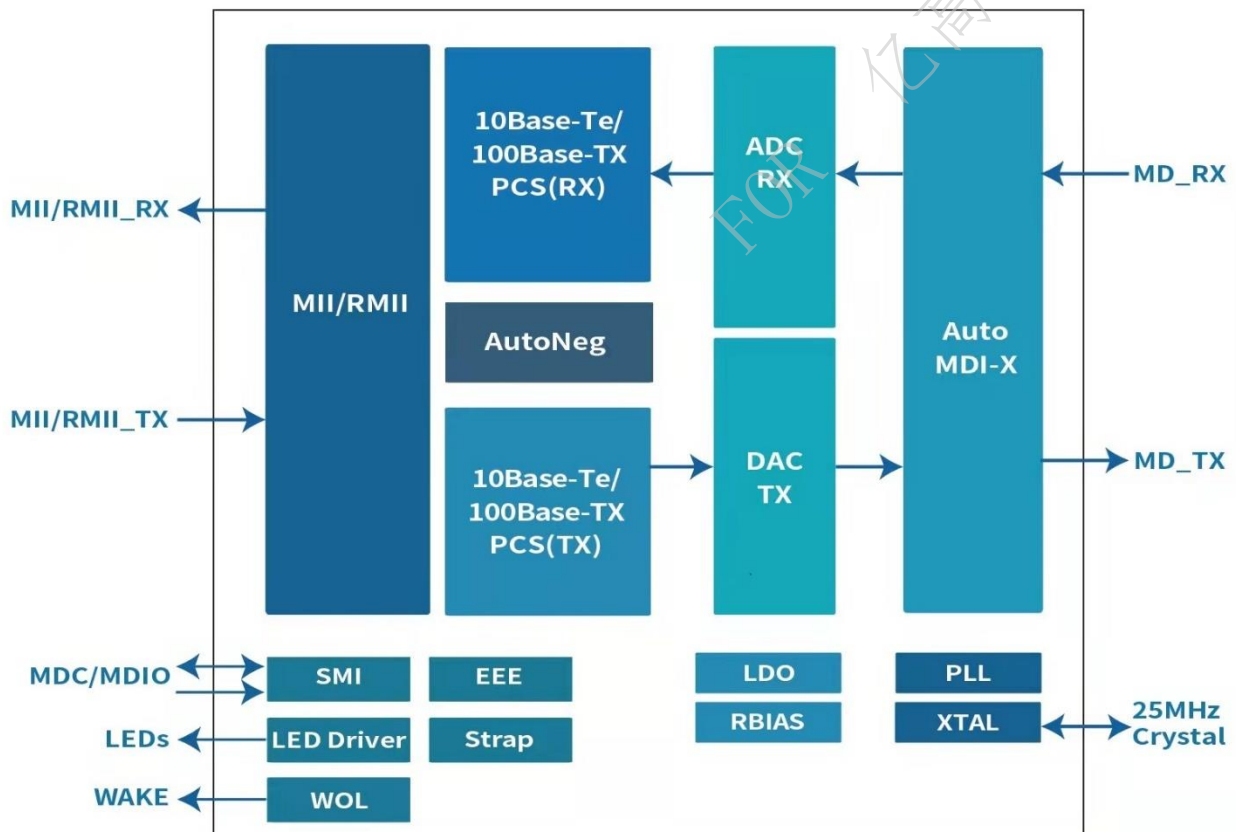 10Base-Te/
100Base-TX
PCS(RX)
ADC
RX
MD_RX
MII/RMII_RX
MII/RMII
AutoNeg
Auto
MDI-X
MII/RMII_TX
10Base-Te/
100Base-TX
PCS(TX)
DAC
TX
MD_TX
MDC/MDIO
SMI
EEE
LDO
PLL
LEDs
LED Driver
Strap
RBIAS
XTAL
25MHz
Crystal
WAKE
WOL
FOR 亿高